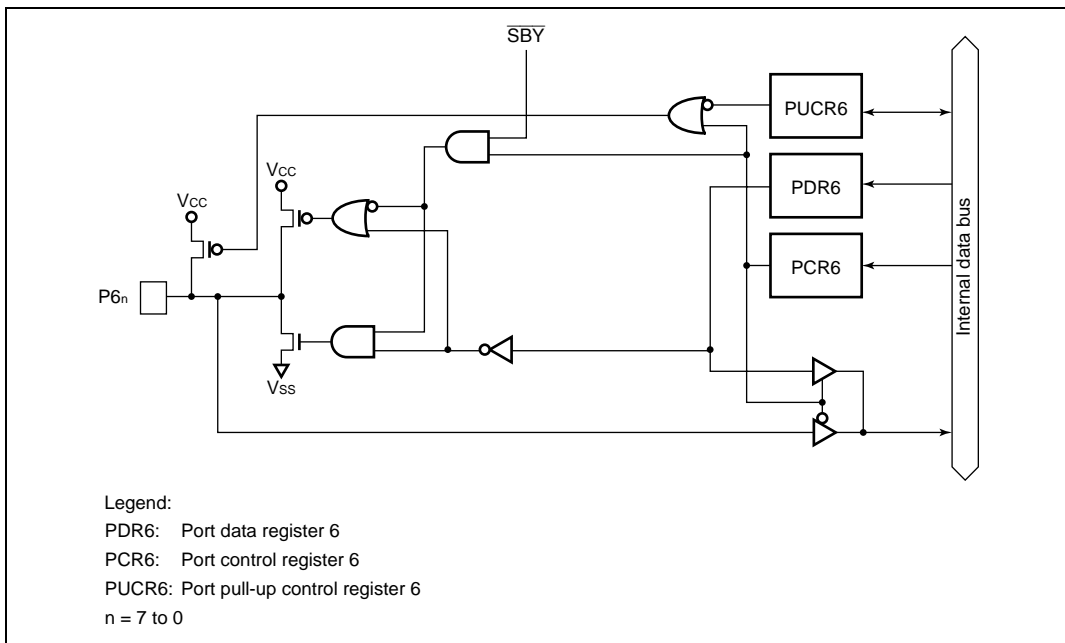 SBY
PUCR6
VCC
PDR6
VCC
PCR6
P6n
VSS
Internal data bus
Legend:
PDR6: Port data register 6
PCR6: Port control register 6
PUCR6: Port pull-up control register 6
n = 7 to 0